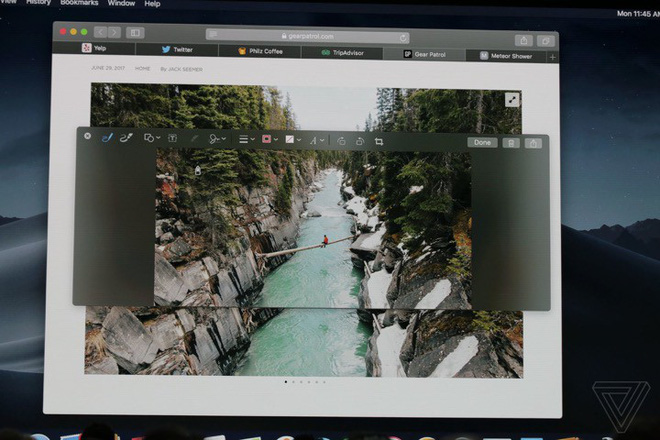 View History Bookmarks Window Help
Mon 11:45 AM
gearpatrol.com
Yelp Twitter Philz Coffee TripAdvisor Gear Patrol Meteor Shower
JUNE 29, 2017 HOME By JACK SEEMER
Done